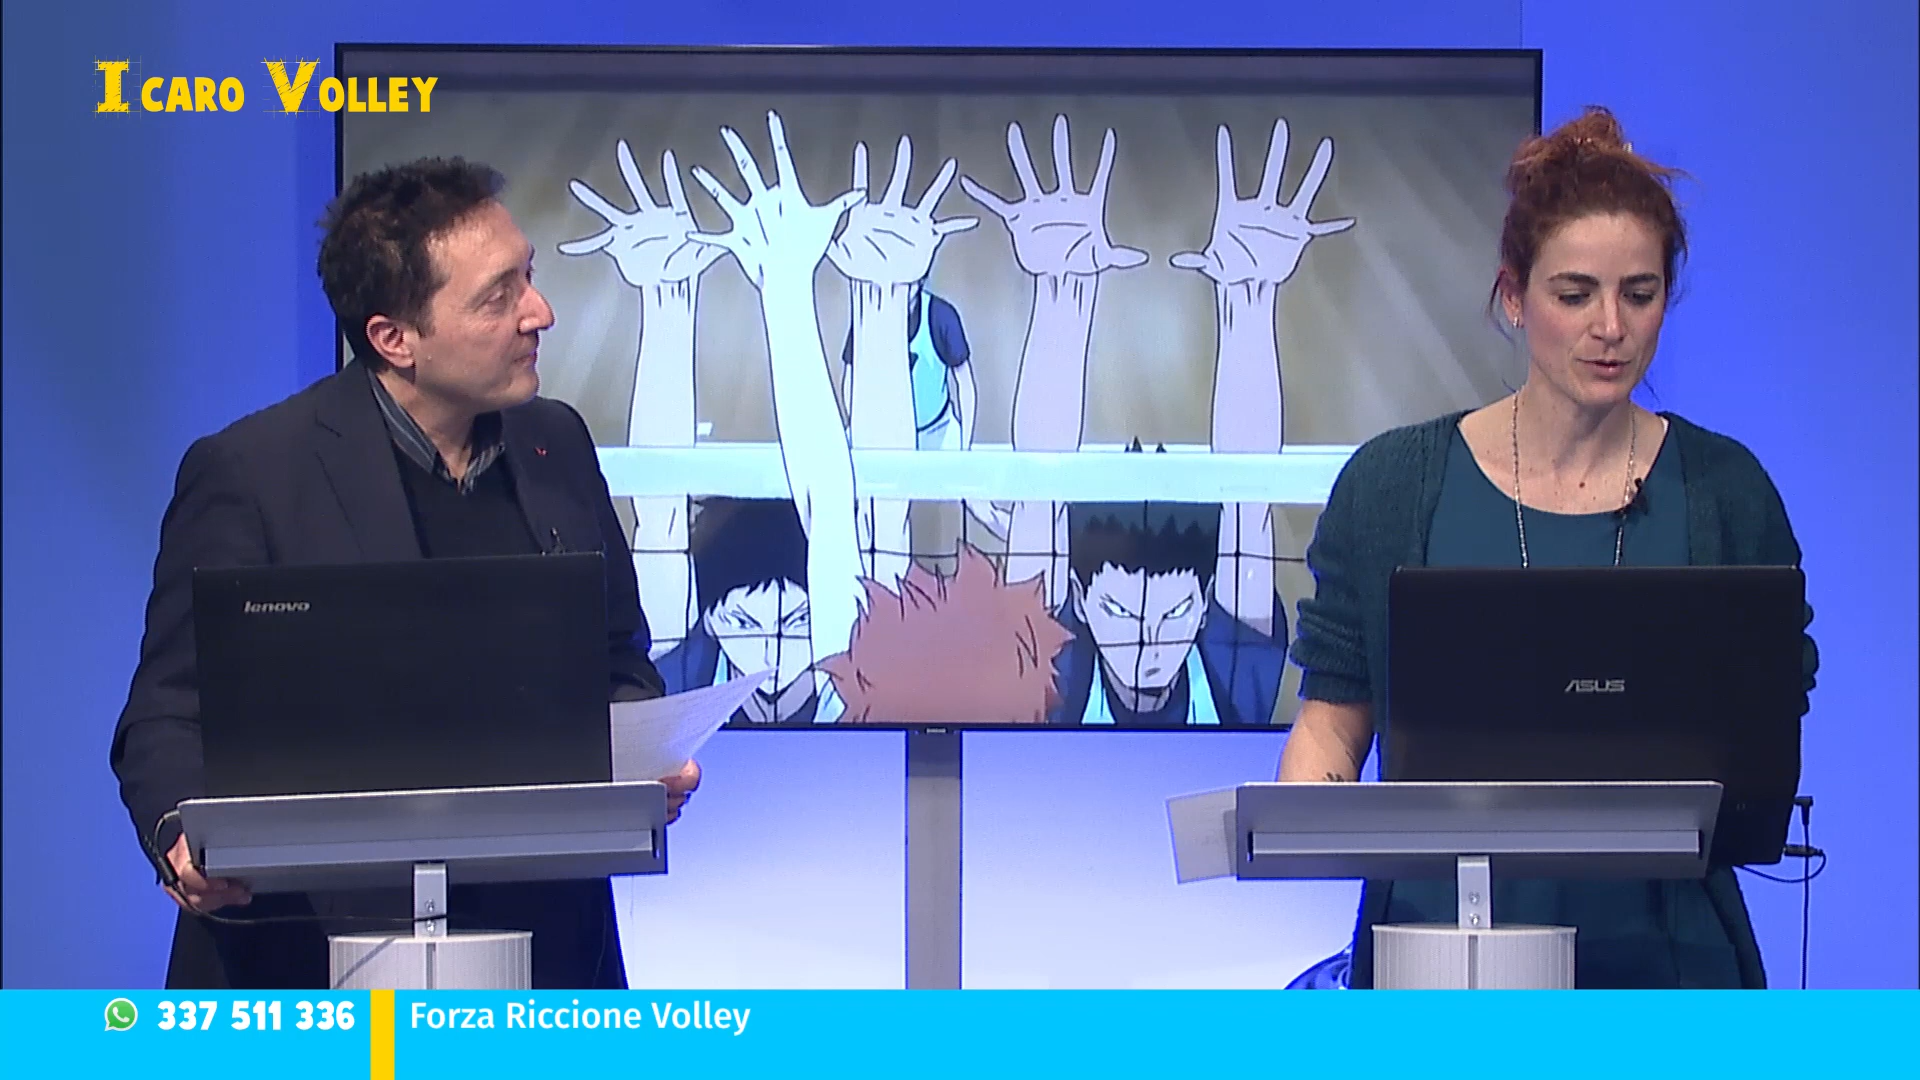 ICARO VOLLEY
lenovo
ASUS
337 511 336
Forza Riccione Volley